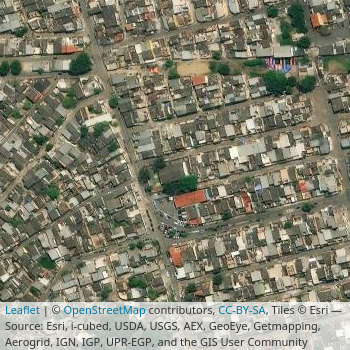 Leaflet | © OpenStreetMap contributors, CC-BY-SA, Tiles © Esri —
Source: Esri, i-cubed, USDA, USGS, AEX, GeoEye, Getmapping,
Aerogrid, IGN, IGP, UPR-EGP, and the GIS User Community